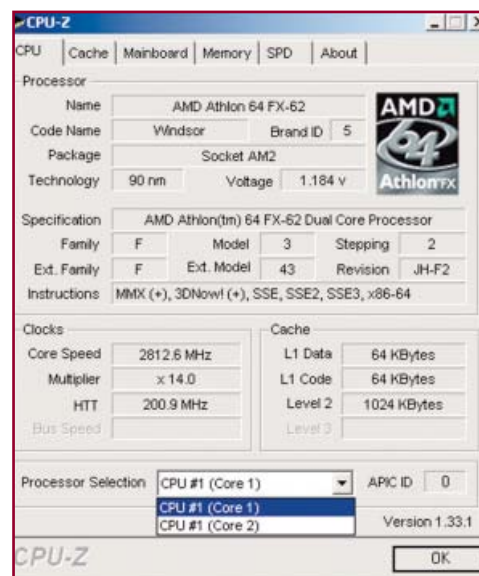 CPU-Z
CPU Cache Mainboard Memory SPD About
Processor
Name AMD Athlon 64 FX-62
Code Name Windsor Brand ID 5
Package Socket AM2
Technology 90 nm Voltage 1.184 v
AMD
64
Athlon FX
Specification AMD Athlon(tm) 64 FX-62 Dual Core Processor
Family F Model 3 Stepping 2
Ext. Family F Ext. Model 43 Revision JH-F2
Instructions MMX (+), 3DNow! (+), SSE, SSE2, SSE3, x86-64
Clocks
Core Speed 2812.6 MHz
Multiplier x 14.0
HTT 200.9 MHz
Bus Speed
Cache
L1 Data 64 KBytes
L1 Code 64 KBytes
Level 2 1024 KBytes
Level 3
Processor Selection CPU #1 (Core 1) APIC ID 0
CPU #1 (Core 1)
CPU #1 (Core 2)
Version 1.33.1
CPU-Z
OK